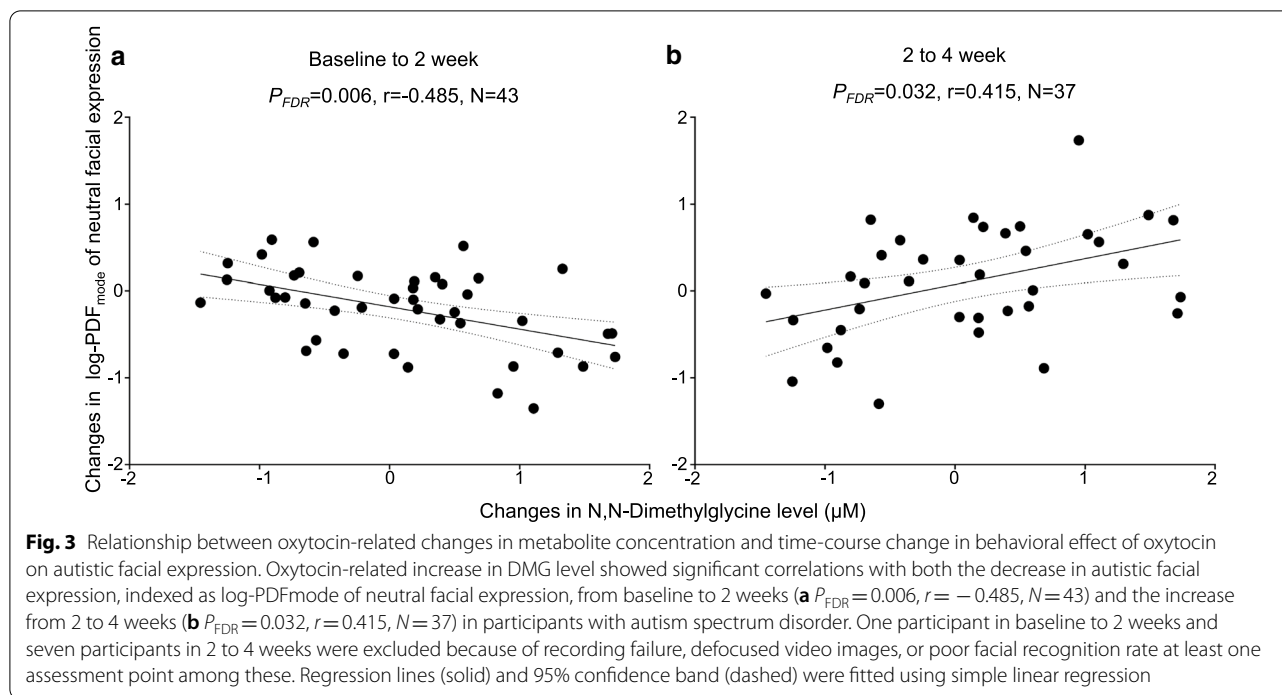 a
Baseline to 2 week
P_FDR=0.006, r=-0.485, N=43
b
2 to 4 week
P_FDR=0.032, r=0.415, N=37
Changes in log-PDF_mode of neutral facial expression
2
1
0
-1
-2
-2 -1 0 1 2
2
1
0
-1
-2
-2 -1 0 1 2
Changes in N,N-Dimethylglycine level (μM)
Fig. 3 Relationship between oxytocin-related changes in metabolite concentration and time-course change in behavioral effect of oxytocin
on autistic facial expression. Oxytocin-related increase in DMG level showed significant correlations with both the decrease in autistic facial
expression, indexed as log-PDFmode of neutral facial expression, from baseline to 2 weeks (a P_FDR = 0.006, r = − 0.485, N = 43) and the increase
from 2 to 4 weeks (b P_FDR = 0.032, r = 0.415, N = 37) in participants with autism spectrum disorder. One participant in baseline to 2 weeks and
seven participants in 2 to 4 weeks were excluded because of recording failure, defocused video images, or poor facial recognition rate at least one
assessment point among these. Regression lines (solid) and 95% confidence band (dashed) were fitted using simple linear regression